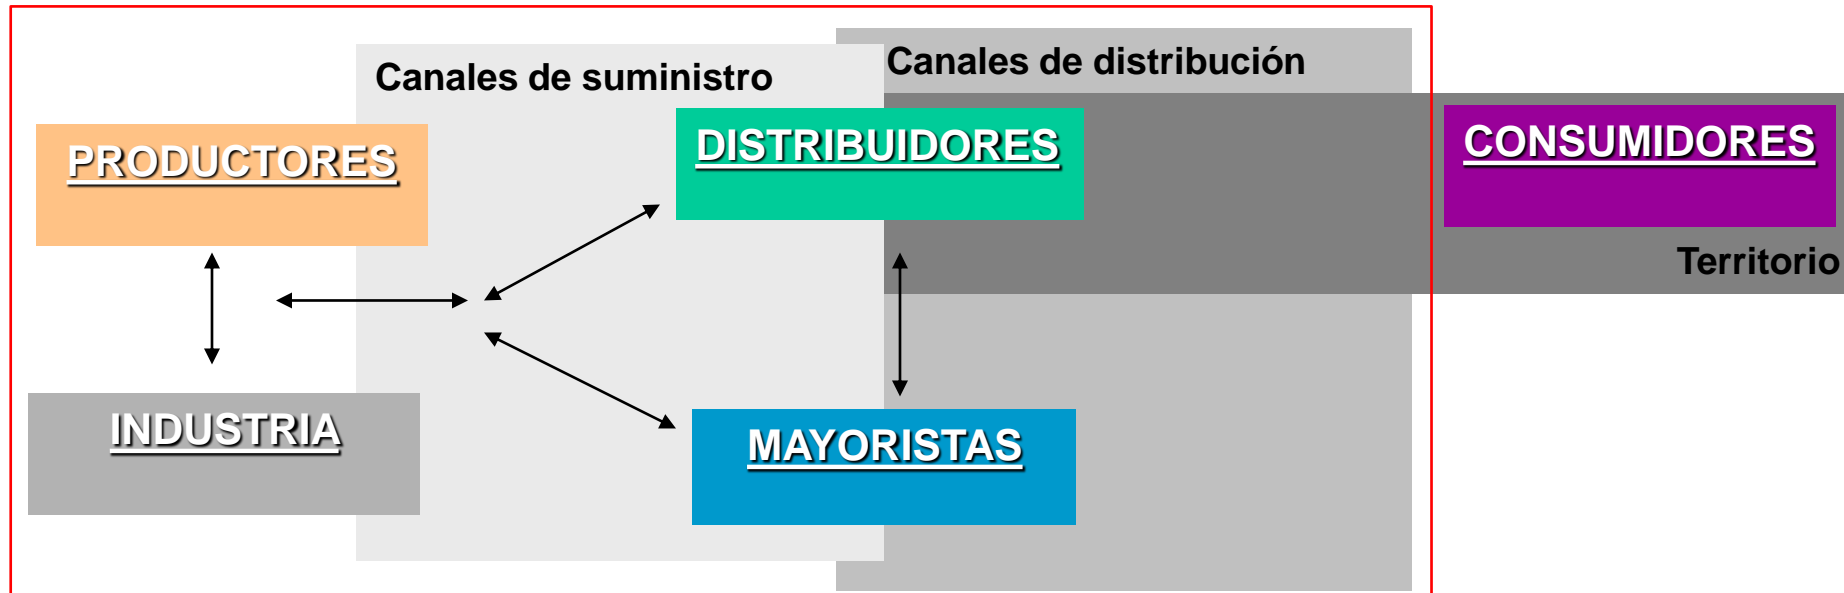 Canales de suministro
Canales de distribución
PRODUCTORES
DISTRIBUIDORES
CONSUMIDORES
Territorio
INDUSTRIA
MAYORISTAS